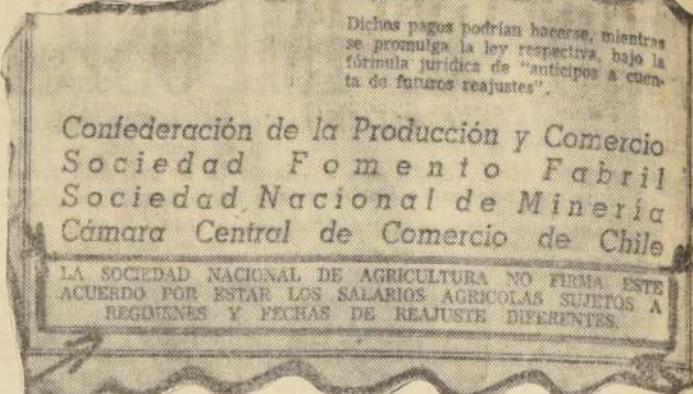 Dichos pagos podrían hacerse, mientras
se promulga la ley respectiva, bajo la
fórmula jurídica de "anticipos a cuen-
ta de futuros reajustes".
Confederación de la Producción y Comercio
Sociedad Fomento Fabril
Sociedad Nacional de Minería
Cámara Central de Comercio de Chile
LA SOCIEDAD NACIONAL DE AGRICULTURA NO FIRMA ESTE
ACUERDO POR ESTAR LOS SALARIOS AGRICOLAS SUJETOS A
REGIMENES Y FECHAS DE REAJUSTE DIFERENTES.